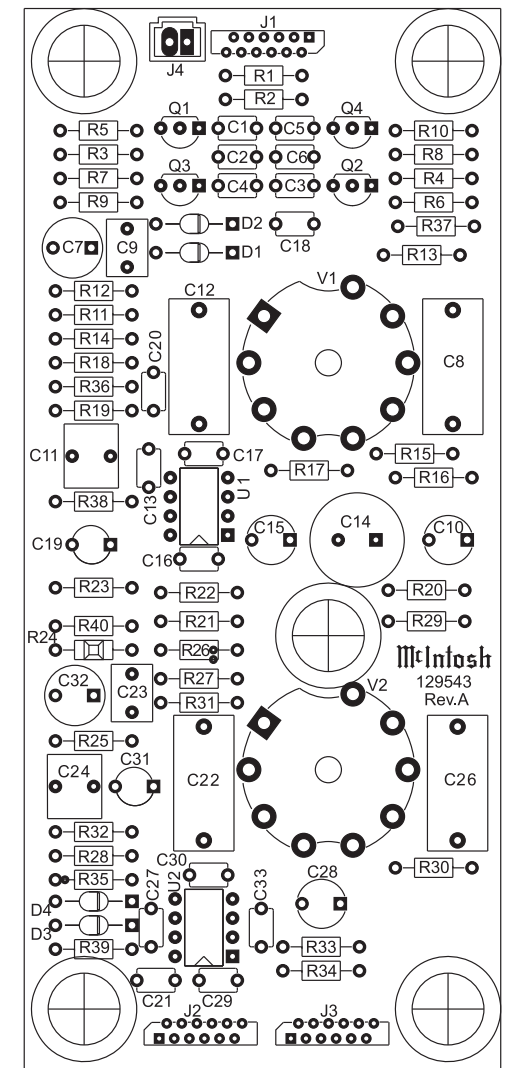 J1
J4
R1
R2
Q1
Q4
R5
C1
C5
R10
R3
C2
C6
R8
R7
Q3
C4
C3
Q2
R4
R9
R6
D2
R37
C7
C9
D1
C18
R13
R12
C12
V1
R11
R14
C20
C8
R18
R36
R19
C11
C17
R15
R17
R16
R38
C13
U1
C19
C15
C14
C10
C16
R23
R22
R20
R40
R21
R29
R24
R26
McIntosh
C32
C23
R27
V2
129543
R31
Rev.A
R25
C31
C24
C22
C26
R32
R28
C30
R30
R35
C27
U2
C33
C28
D4
D3
R39
R33
R34
C21
C29
J2
J3